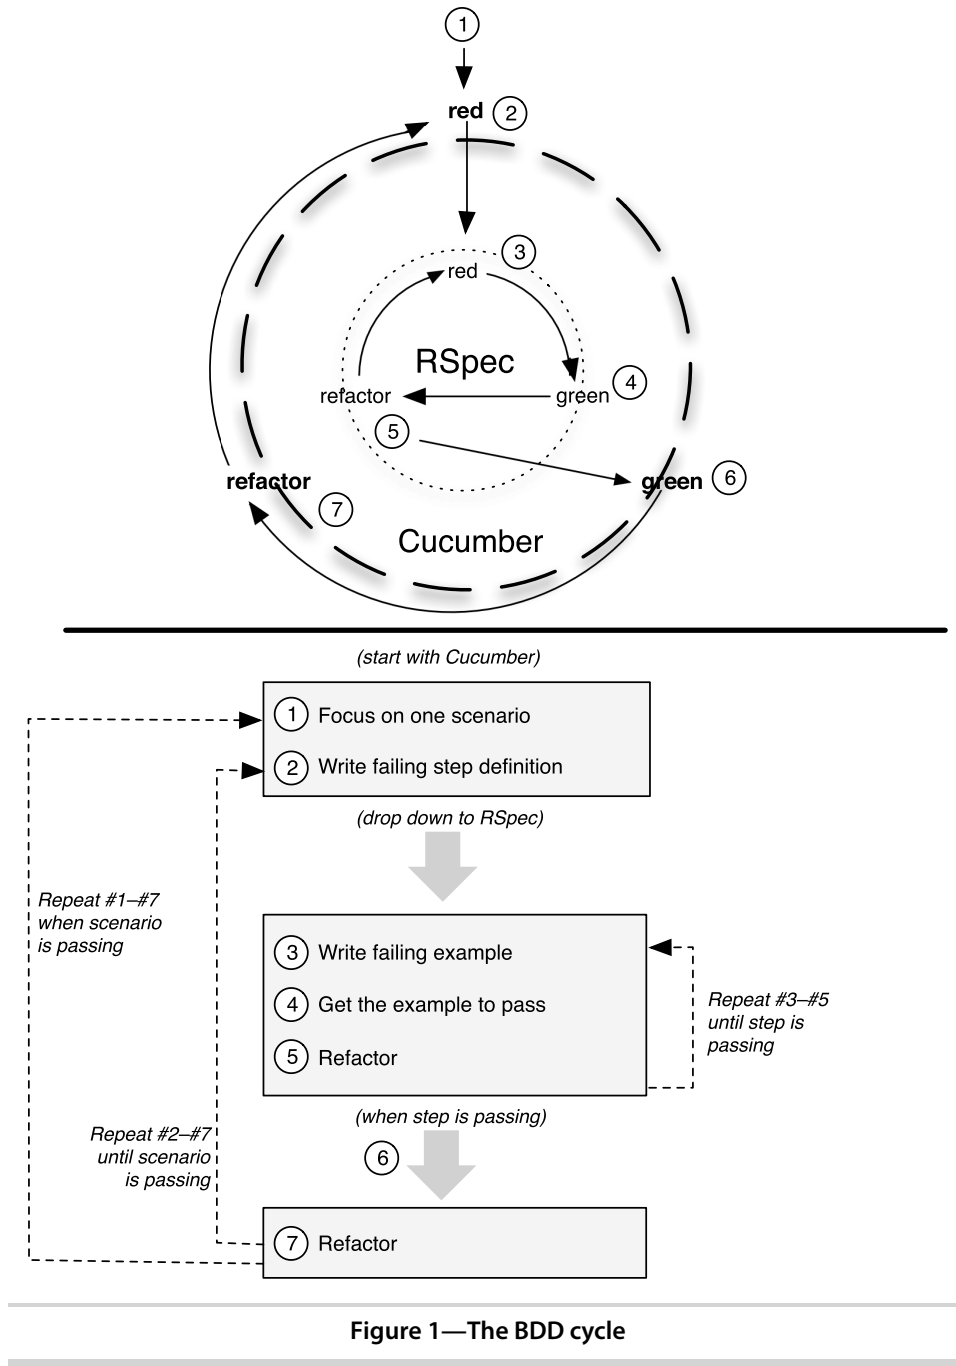 1
red 2
3
red
RSpec
refactor
green 4
5
refactor
green 6
7
Cucumber
(start with Cucumber)
1 Focus on one scenario
2 Write failing step definition
(drop down to RSpec)
Repeat #1–#7
when scenario
is passing
3 Write failing example
4 Get the example to pass
5 Refactor
Repeat #3–#5
until step is
passing
(when step is passing)
6
Repeat #2–#7
until scenario
is passing
7 Refactor
Figure 1—The BDD cycle